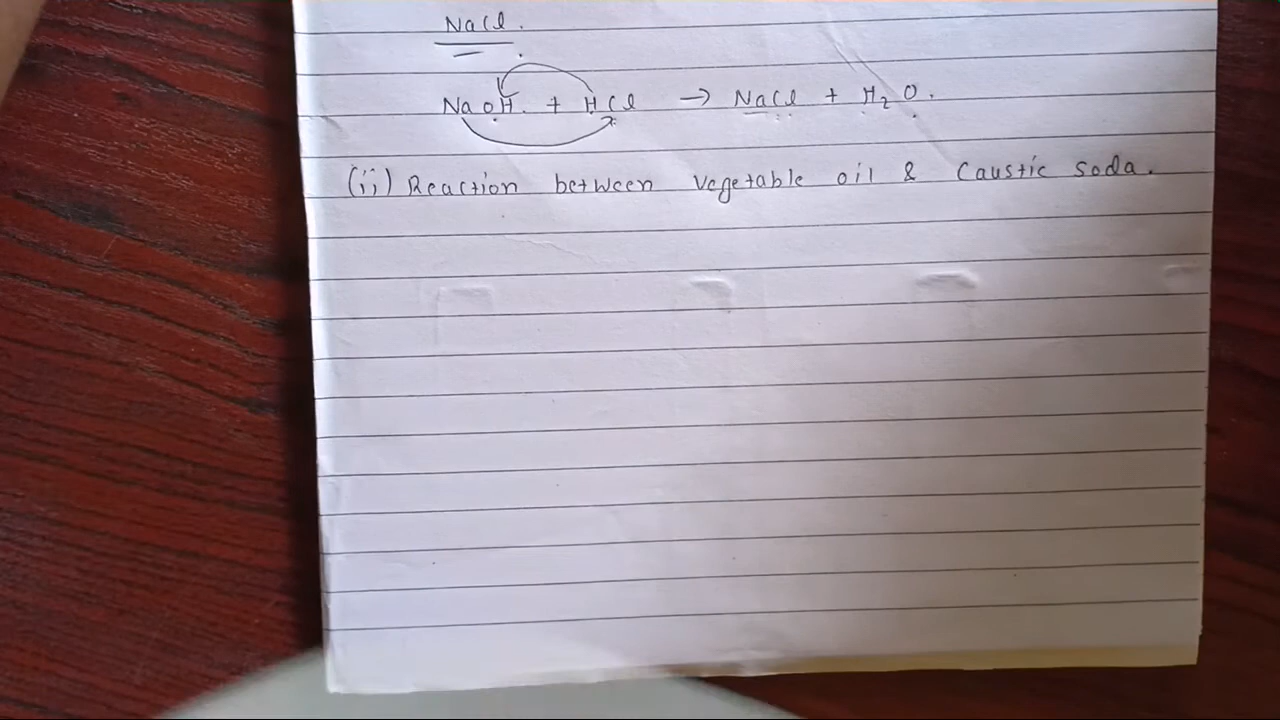 NaCl.
NaOH. + HCl → NaCl + H₂O.
(ii) Reaction between Vegetable oil & Caustic soda.